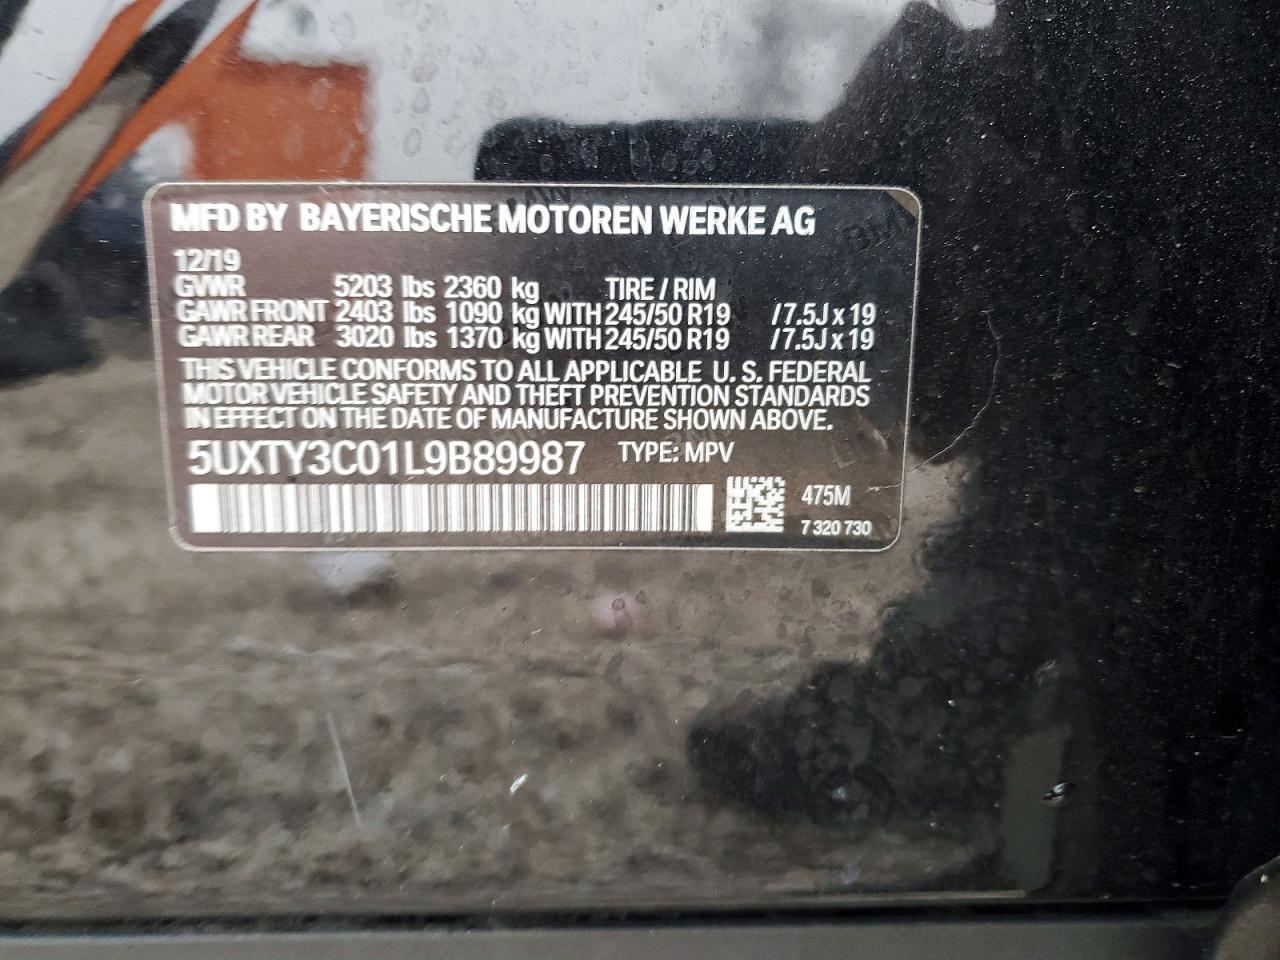 MFD BY BAYERISCHE MOTOREN WERKE AG
12/19
GVWR 5203 lbs 2360 kg TIRE / RIM
GAWR FRONT 2403 lbs 1090 kg WITH 245/50 R19 /7.5J x 19
GAWR REAR 3020 lbs 1370 kg WITH 245/50 R19 /7.5J x 19
THIS VEHICLE CONFORMS TO ALL APPLICABLE U.S. FEDERAL
MOTOR VEHICLE SAFETY AND THEFT PREVENTION STANDARDS
IN EFFECT ON THE DATE OF MANUFACTURE SHOWN ABOVE.
5UXTY3C01L9B89987 TYPE: MPV
475M
7 320 730